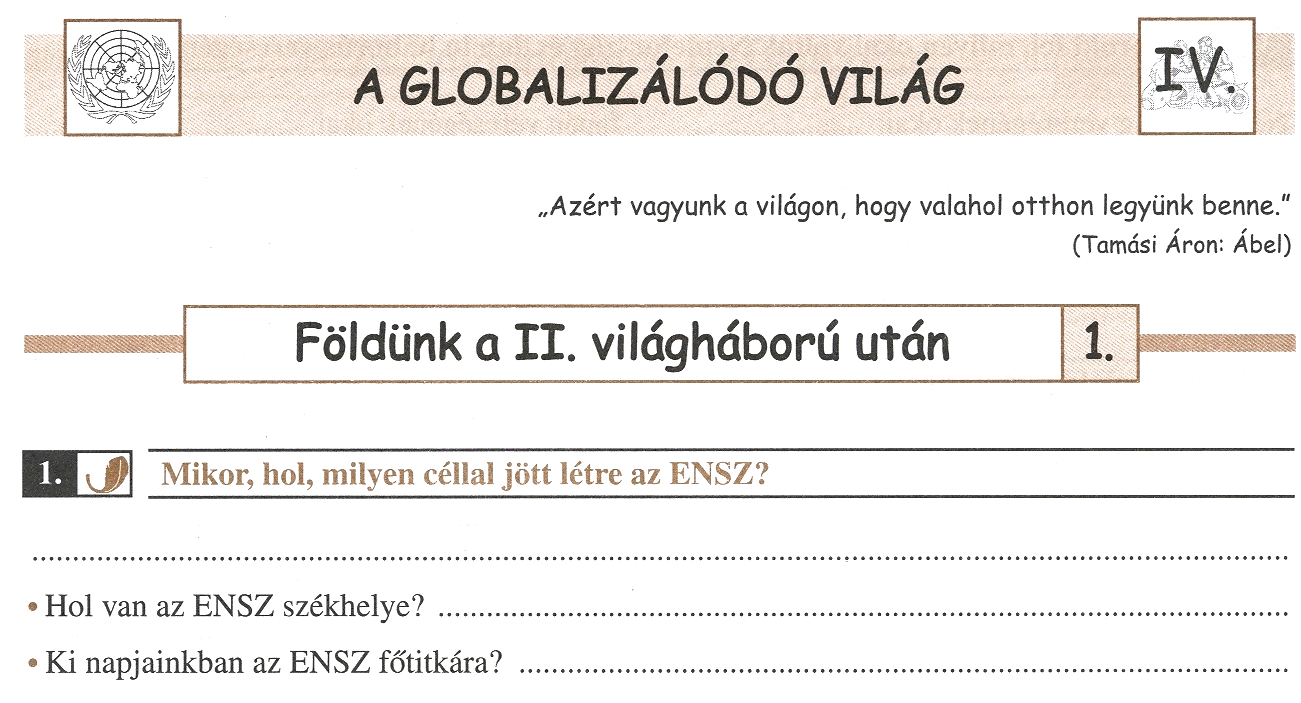 A GLOBALIZÁLÓDÓ VILÁG
IV.
„Azért vagyunk a világon, hogy valahol otthon legyünk benne.”
(Tamási Áron: Ábel)
Földünk a II. világháború után 1.
1. Mikor, hol, milyen céllal jött létre az ENSZ?
................................................................................
• Hol van az ENSZ székhelye? ................................................................................
• Ki napjainkban az ENSZ főtitkára? ................................................................................